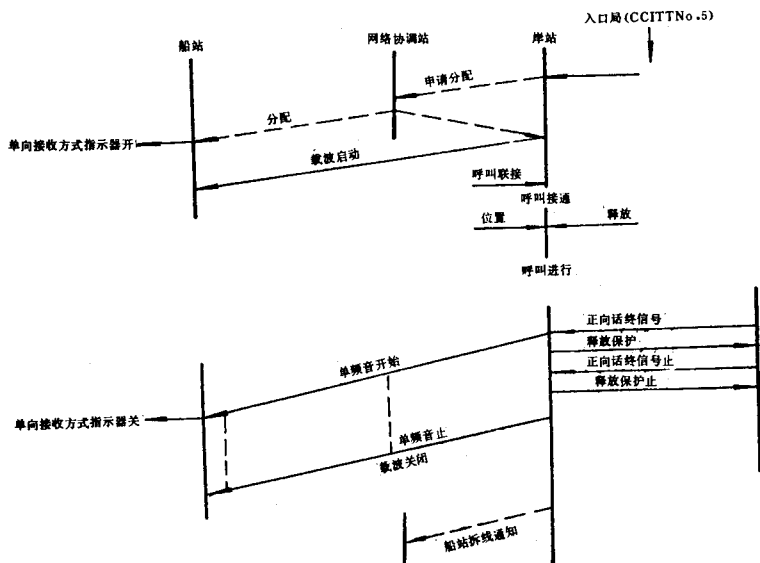 入口局(CCITTNo.5)
船站
网络协调站
岸站
申请分配
分配
单向接收方式指示器开
载波启动
呼叫联接
呼叫接通
位置
释放
呼叫进行
正向话终信号
释放保护
正向话终信号止
释放保护止
单频音开始
单向接收方式指示器关
单频音止
载波关闭
船站拆线通知